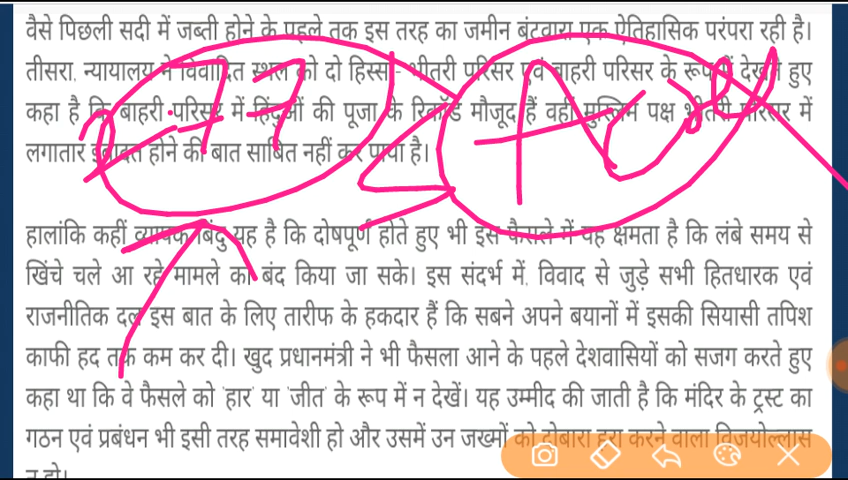 वैसे पिछली सदी में जब्ती होने के पहले तक इस तरह का जमीन बंटवारा एक ऐतिहासिक परंपरा रही है।
तीसरा, न्यायालय ने विवादित स्थल को दो हिस्सों- भीतरी परिसर एवं बाहरी परिसर के रूप में देखते हुए
कहा है कि बाहरी परिसर में हिंदुओं की पूजा के रिकॉर्ड मौजूद हैं वहीं मुस्लिम पक्ष भीतरी परिसर में
लगातार इबादत होने की बात साबित नहीं कर पाया है।
हालांकि कहीं व्यापक बिंदु यह है कि दोषपूर्ण होते हुए भी इस फैसले में यह क्षमता है कि लंबे समय से
खिंचे चले आ रहे मामले को बंद किया जा सके। इस संदर्भ में, विवाद से जुड़े सभी हितधारक एवं
राजनीतिक दल इस बात के लिए तारीफ के हकदार हैं कि सबने अपने बयानों में इसकी सियासी तपिश
काफी हद तक कम कर दी। खुद प्रधानमंत्री ने भी फैसला आने के पहले देशवासियों को सजग करते हुए
कहा था कि वे फैसले को 'हार' या 'जीत' के रूप में न देखें। यह उम्मीद की जाती है कि मंदिर के ट्रस्ट का
गठन एवं प्रबंधन भी इसी तरह समावेशी हो और उसमें उन जख्मों को दोबारा हरा करने वाला विजयोल्लास
न हो।